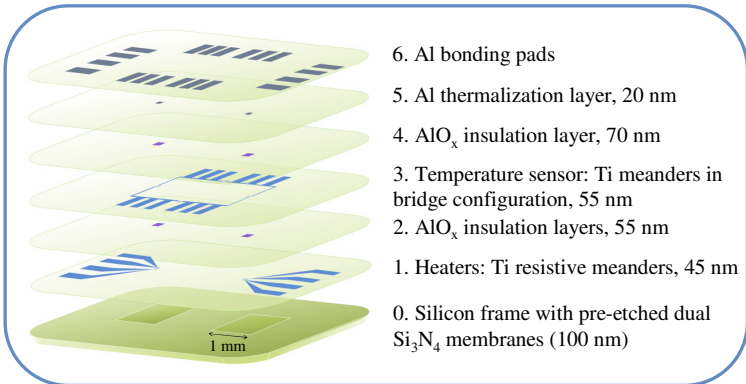 6. Al bonding pads
5. Al thermalization layer, 20 nm
4. AlOₓ insulation layer, 70 nm
3. Temperature sensor: Ti meanders in
bridge configuration, 55 nm
2. AlOₓ insulation layers, 55 nm
1. Heaters: Ti resistive meanders, 45 nm
0. Silicon frame with pre-etched dual
Si₃N₄ membranes (100 nm)
1 mm